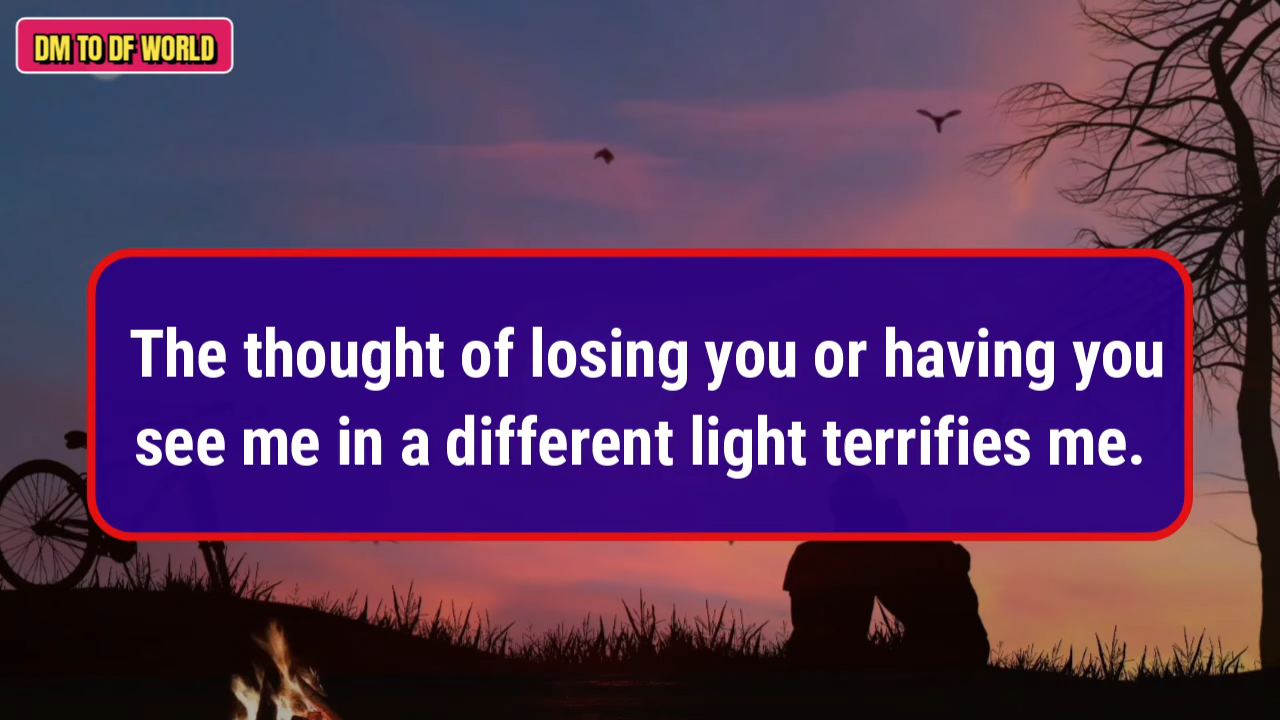 DM TO DF WORLD
The thought of losing you or having you
see me in a different light terrifies me.